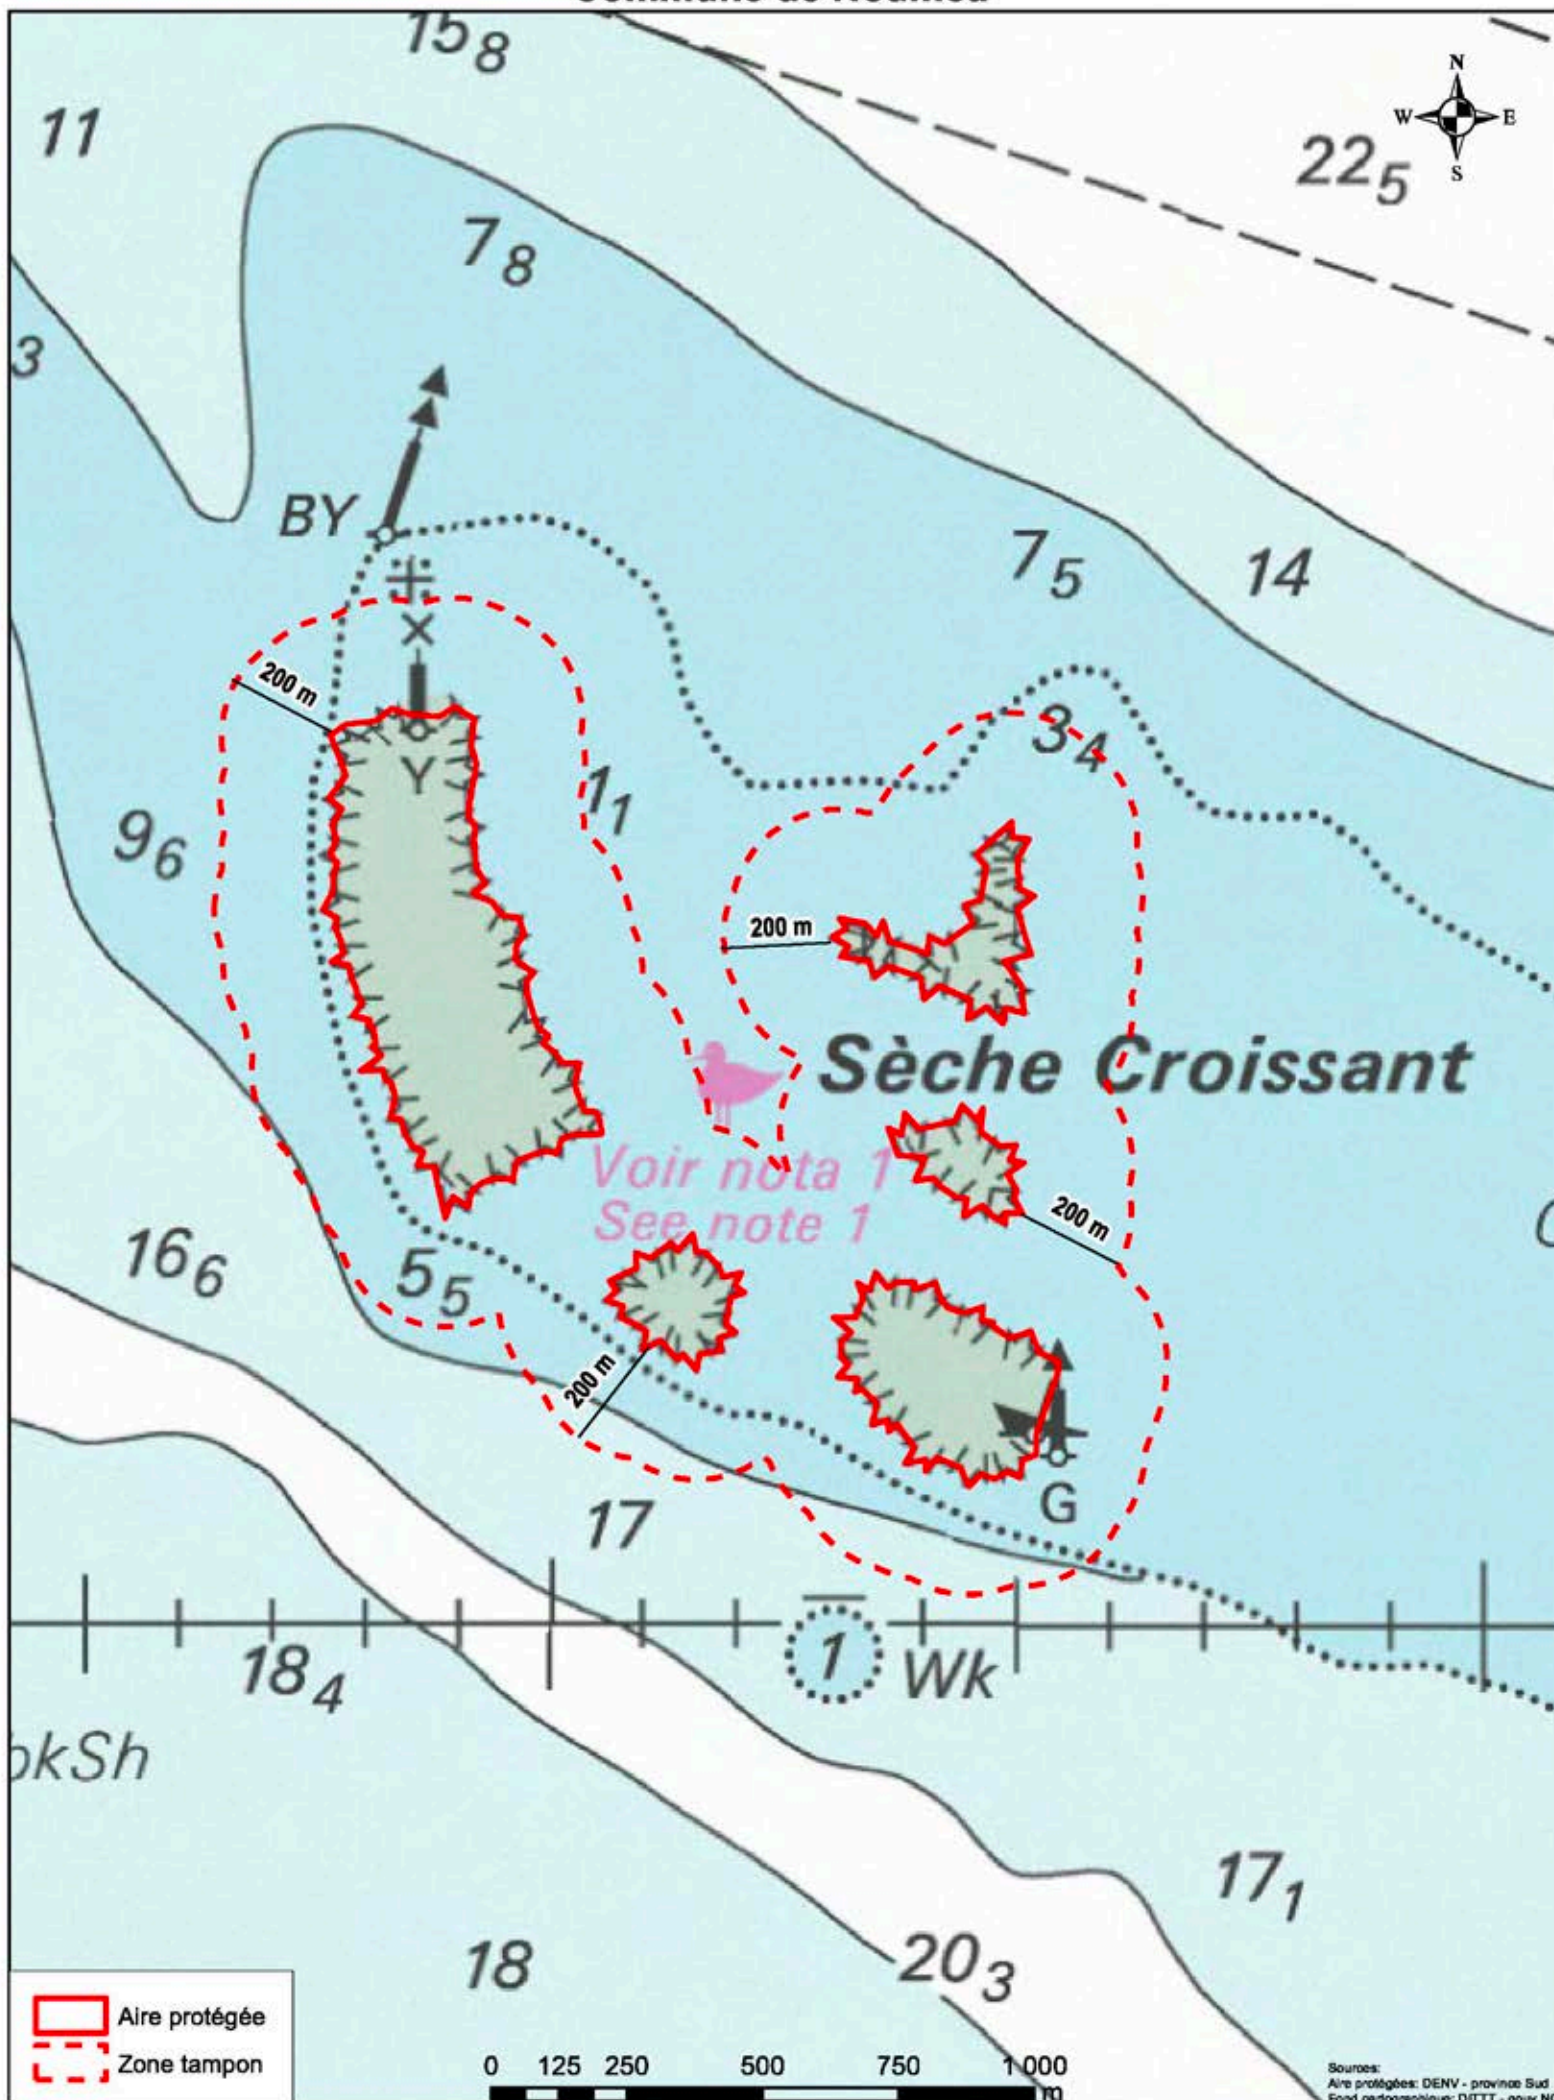 15₈
11
N
W E
S
22₅
7₈
3
BY
7₅
14
200 m
3₄
Y
1₁
9₆
200 m
Sèche Croissant
Voir nota 1
See note 1
200 m
16₆
5₅
200 m
G
17
1 Wk
18₄
kSh
17₁
18
20₃
Aire protégée
Zone tampon
0 125 250 500 750 1 000
m
Sources:
Aire protégées: DENV - province Sud